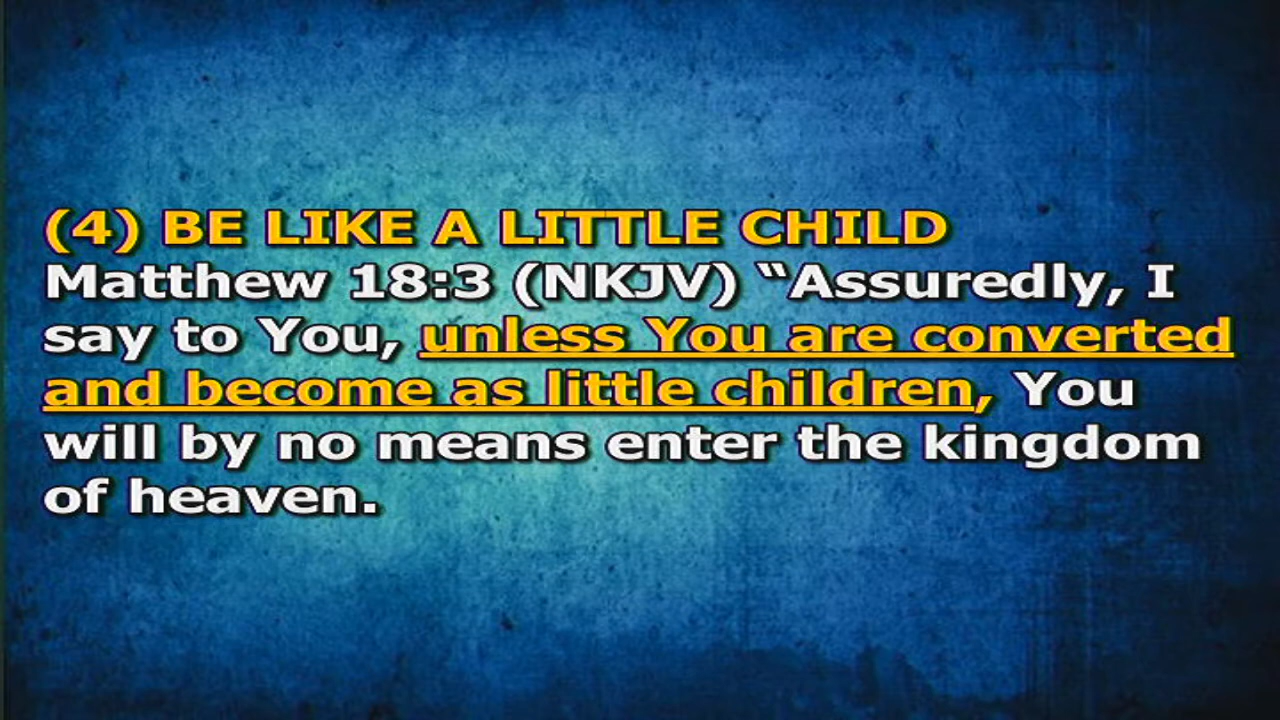 (4) BE LIKE A LITTLE CHILD
Matthew 18:3 (NKJV) “Assuredly, I
say to You, unless You are converted
and become as little children, You
will by no means enter the kingdom
of heaven.